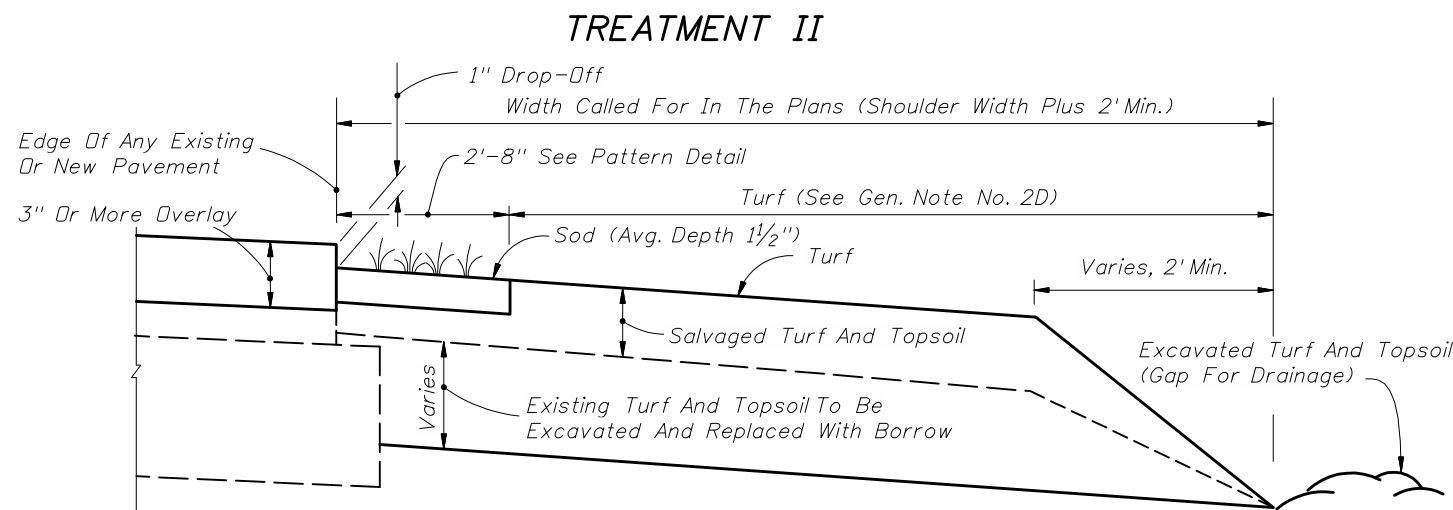 TREATMENT II
1" Drop-Off
Width Called For In The Plans (Shoulder Width Plus 2' Min.)
Edge Of Any Existing
Or New Pavement
2'-8" See Pattern Detail
Turf (See Gen. Note No. 2D)
3" Or More Overlay
Sod (Avg. Depth 1½")
Turf
Varies, 2' Min.
Salvaged Turf And Topsoil
Excavated Turf And Topsoil
(Gap For Drainage)
Varies
Existing Turf And Topsoil To Be
Excavated And Replaced With Borrow